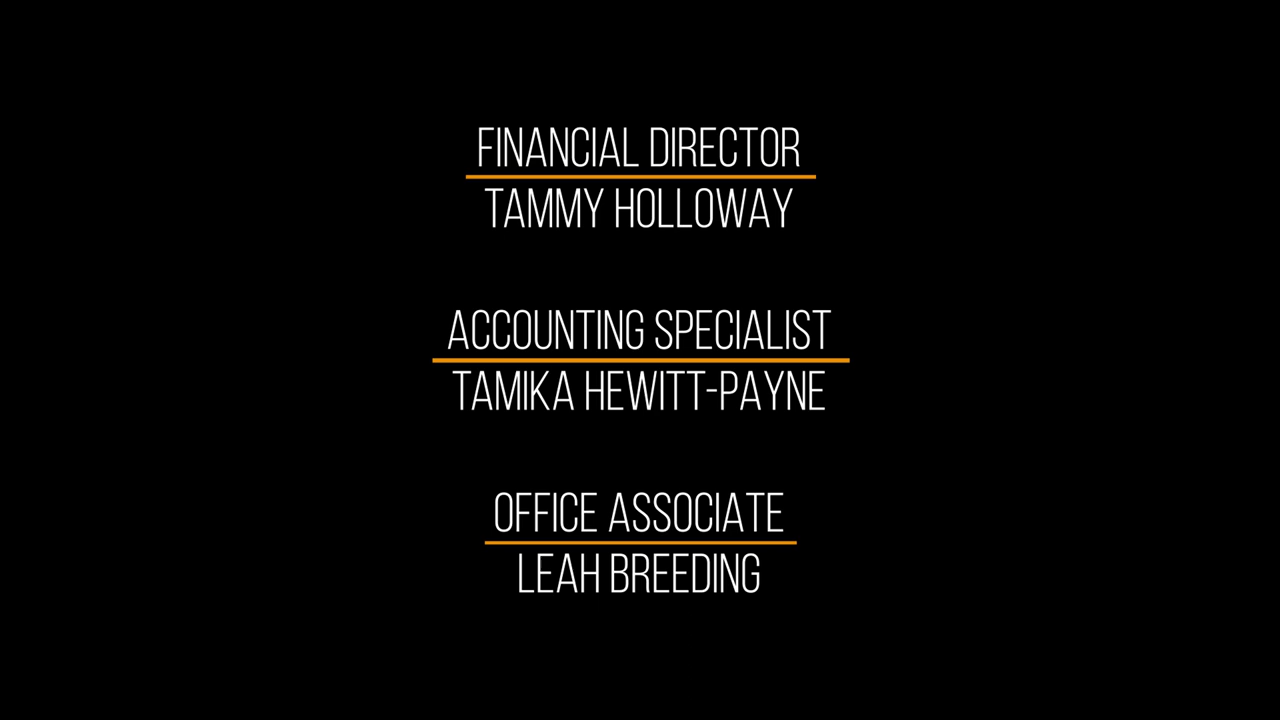 FINANCIAL DIRECTOR
TAMMY HOLLOWAY
ACCOUNTING SPECIALIST
TAMIKA HEWITT-PAYNE
OFFICE ASSOCIATE
LEAH BREEDING